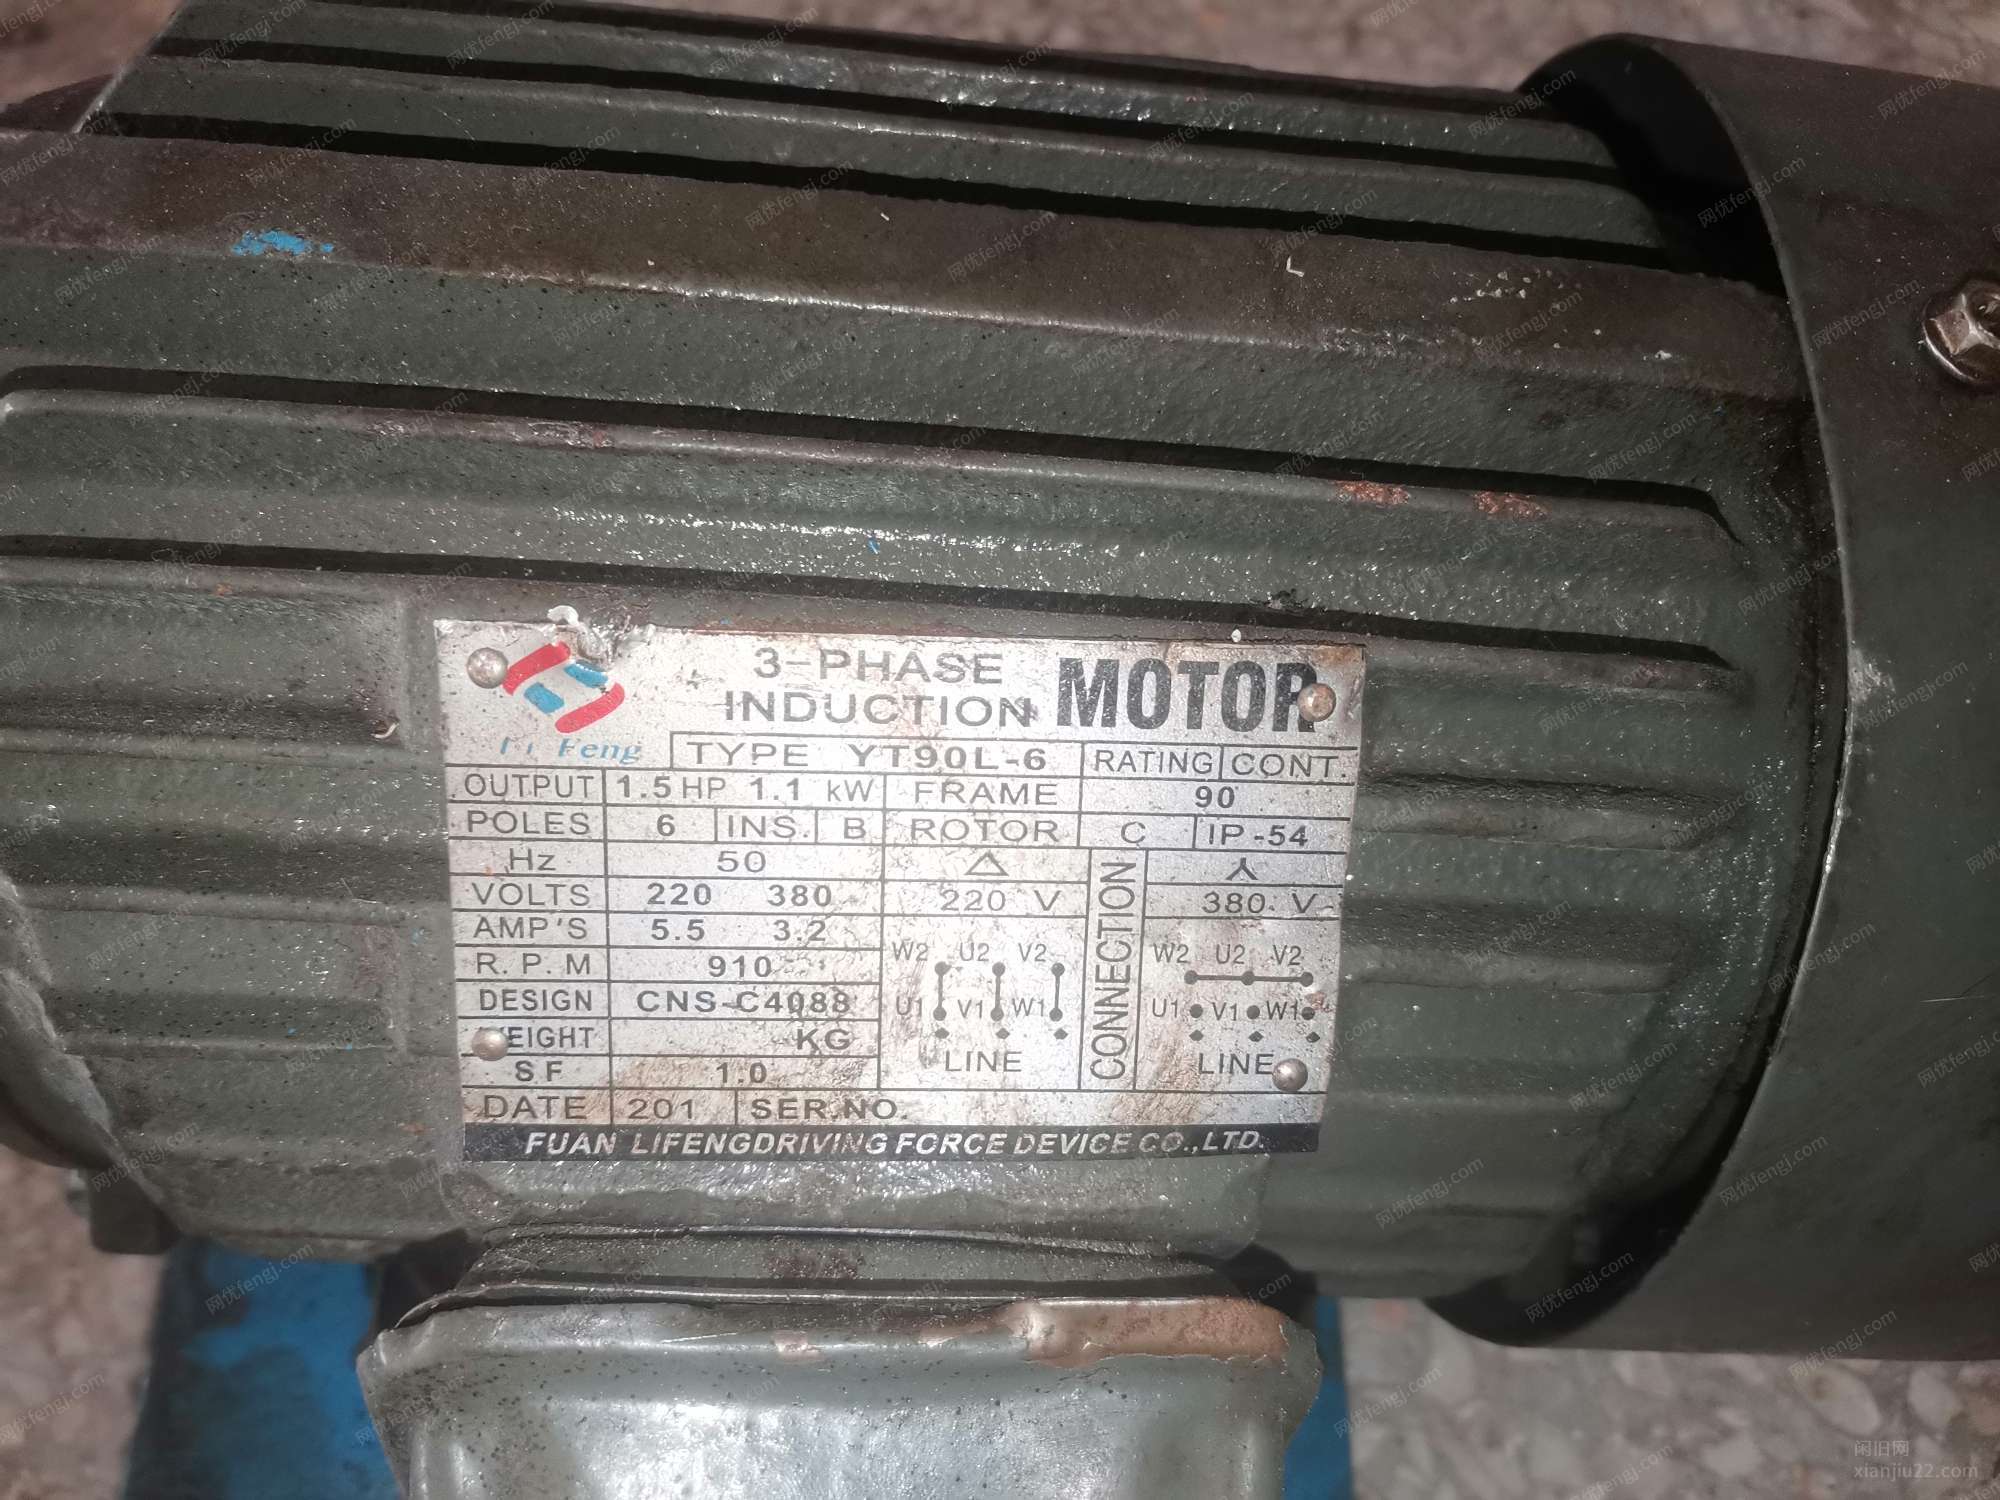 3-PHASE
INDUCTION MOTOR
Li Feng
TYPE YT90L-6 RATING CONT.
OUTPUT 1.5 HP 1.1 kW FRAME 90
POLES 6 INS. B ROTOR C IP-54
Hz 50 △ 人
VOLTS 220 380 220 V 380 V
AMP'S 5.5 3.2
R.P.M 910
DESIGN CNS-C4088
WEIGHT KG
SF 1.0
CONNECTION
W2 U2 V2
U1 V1 W1
LINE
W2 U2 V2
U1 V1 W1
LINE
DATE 201 SER.NO.
FUAN LIFENGDRIVING FORCE DEVICE CO.,LTD.
网优fengj.com
闲旧网
xianjiu22.com